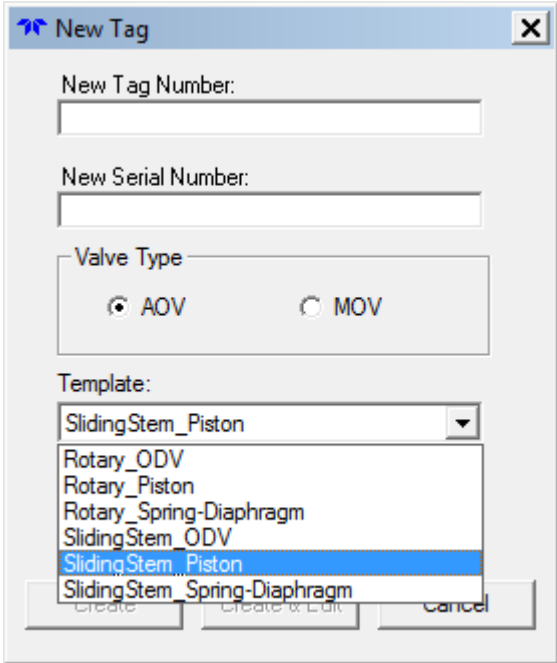 New Tag
New Tag Number:
New Serial Number:
Valve Type
AOV MOV
Template:
SlidingStem_Piston
Rotary_ODV
Rotary_Piston
Rotary_Spring-Diaphragm
SlidingStem_ODV
SlidingStem_Piston
SlidingStem_Spring-Diaphragm
Create Create & Edit Cancel